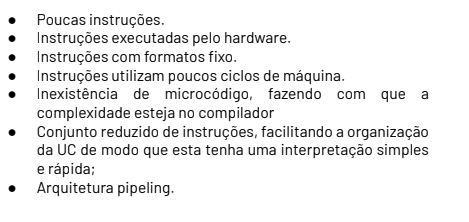 ● Poucas instruções.
● Instruções executadas pelo hardware.
● Instruções com formatos fixo.
● Instruções utilizam poucos ciclos de máquina.
● Inexistência de microcódigo, fazendo com que a
complexidade esteja no compilador
● Conjunto reduzido de instruções, facilitando a organização
da UC de modo que esta tenha uma interpretação simples
e rápida;
● Arquitetura pipeling.